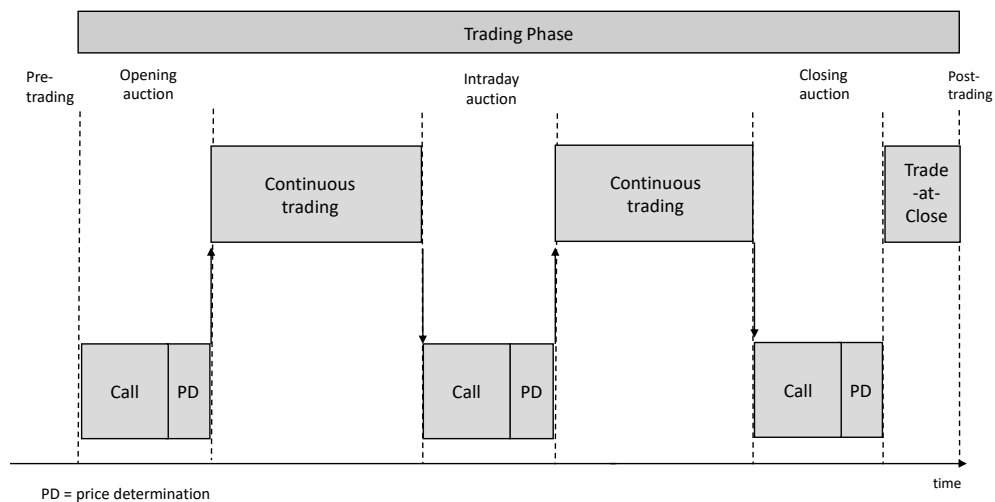 Trading Phase
Pre-
trading
Opening
auction
Intraday
auction
Closing
auction
Post-
trading
Continuous
trading
Continuous
trading
Trade
-at-
Close
Call
PD
Call
PD
Call
PD
time
PD = price determination